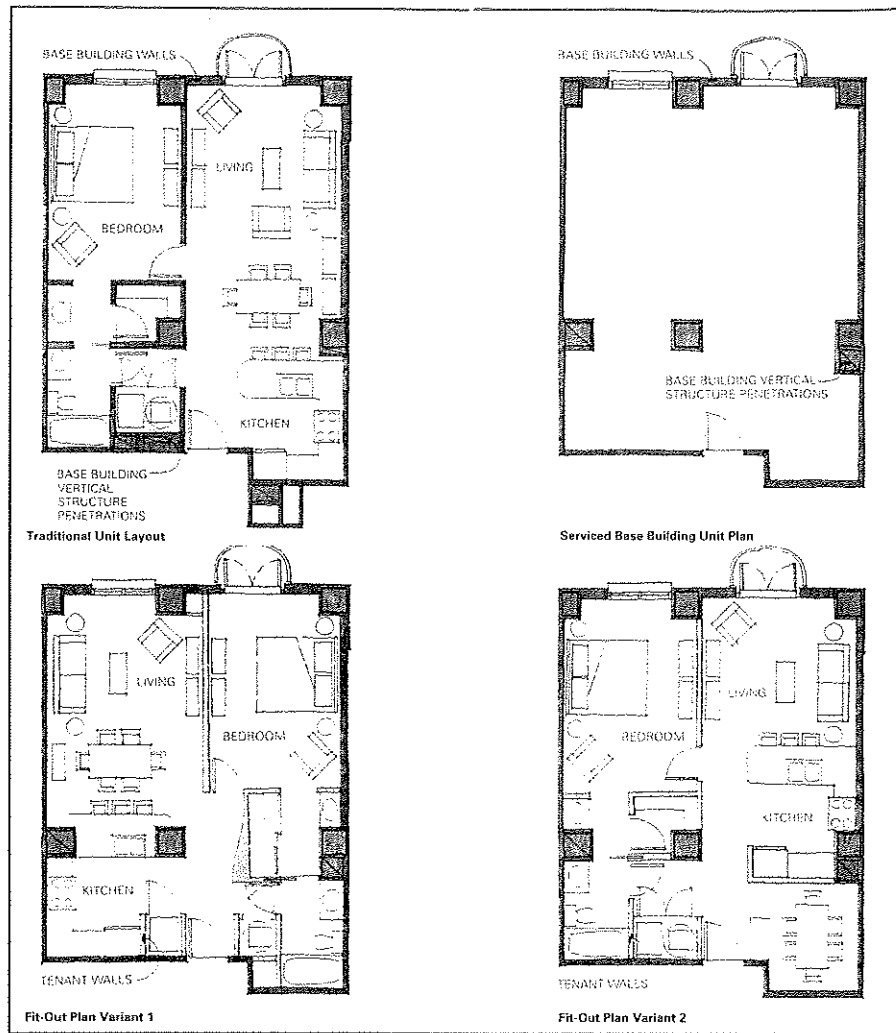 BASE BUILDING WALLS
LIVING
BEDROOM
KITCHEN
BASE BUILDING
VERTICAL
STRUCTURE
PENETRATIONS
Traditional Unit Layout
BASE BUILDING WALLS
BASE BUILDING VERTICAL
STRUCTURE PENETRATIONS
Serviced Base Building Unit Plan
LIVING
BEDROOM
KITCHEN
TENANT WALLS
Fit-Out Plan Variant 1
LIVING
BEDROOM
KITCHEN
TENANT WALLS
Fit-Out Plan Variant 2